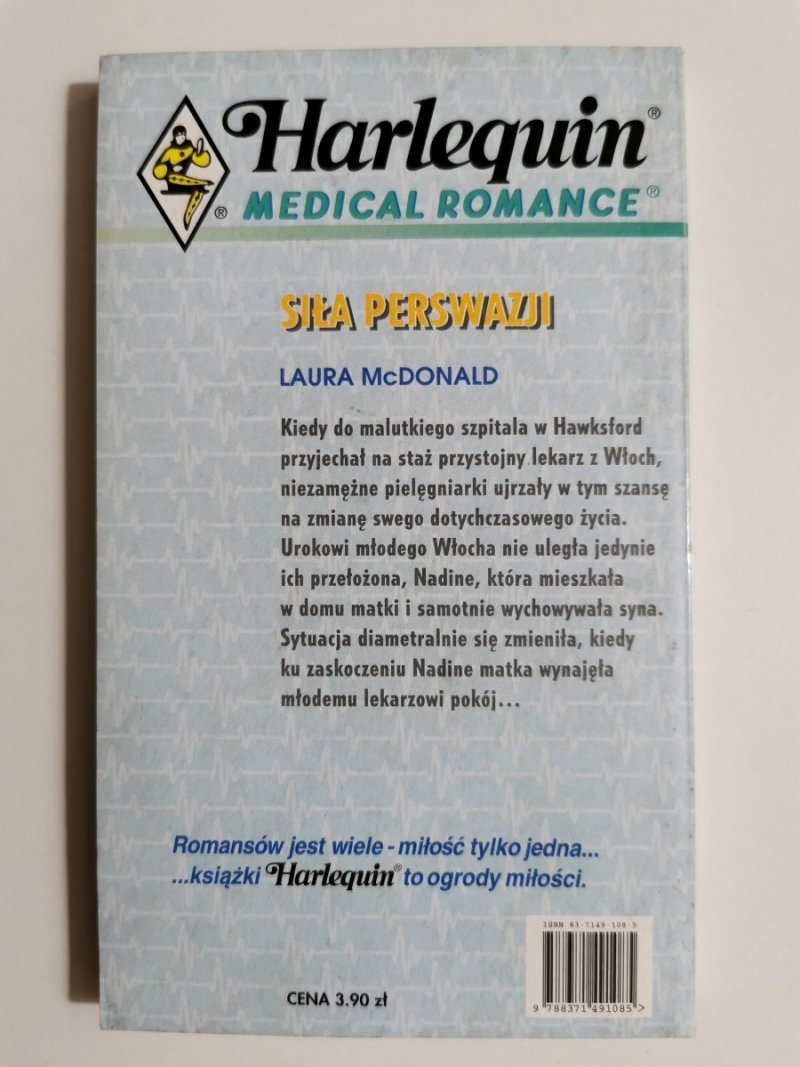 Harlequin®
® MEDICAL ROMANCE®
SIŁA PERSWAZJI
LAURA McDONALD
Kiedy do malutkiego szpitala w Hawksford
przyjechał na staż przystojny lekarz z Włoch,
niezamężne pielęgniarki ujrzały w tym szansę
na zmianę swego dotychczasowego życia.
Urokowi młodego Włocha nie uległa jedynie
ich przełożona, Nadine, która mieszkała
w domu matki i samotnie wychowywała syna.
Sytuacja diametralnie się zmieniła, kiedy
ku zaskoczeniu Nadine matka wynajęła
młodemu lekarzowi pokój...
Romansów jest wiele - miłość tylko jedna...
...książki Harlequin® to ogrody miłości.
ISBN 83-7149-108-5
9 788371 491085 >
CENA 3.90 zł